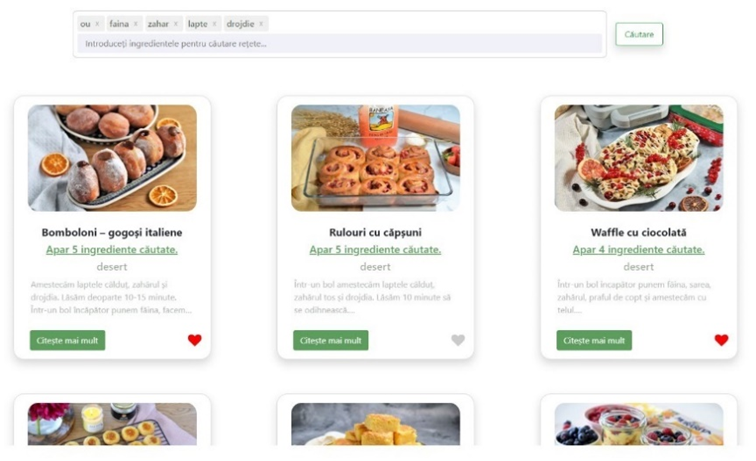 ou x faina x zahar x lapte x drojdie x
Introduceți ingredientele pentru căutare rețete...
Căutare
Bomboloni – gogoși italiene
Apar 5 ingrediente căutate.
desert
Amestecăm laptele călduț, zahărul și
drojdia. Lăsăm deoparte 10-15 minute.
Într-un bol încăpător punem făina, facem...
Citește mai mult
Rulouri cu căpșuni
Apar 5 ingrediente căutate.
desert
Într-un bol amestecăm laptele călduț,
zahărul tos și drojdia. Lăsăm 10 minute să
se odihnească....
Citește mai mult
Waffle cu ciocolată
Apar 4 ingrediente căutate.
desert
Într-un bol încapător punem făina, sarea,
zahărul, praful de copt și amestecăm cu
telul....
Citește mai mult